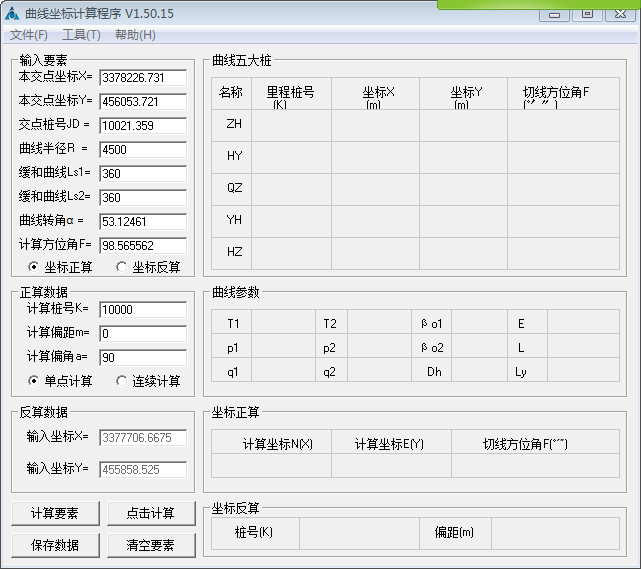 曲线坐标计算程序 V1.50.15
文件(F) 工具(T) 帮助(H)
输入要素
本交点坐标X= 3378226.731
本交点坐标Y= 456053.721
交点桩号JD = 10021.359
曲线半径R = 4500
缓和曲线Ls1= 360
缓和曲线Ls2= 360
曲线转角α = 53.12461
计算方位角F= 98.565562
坐标正算 坐标反算
正算数据
计算桩号K= 10000
计算偏距m= 0
计算偏角a= 90
单点计算 连续计算
反算数据
输入坐标X= 3377706.6675
输入坐标Y= 455858.525
计算要素 点击计算
保存数据 清空要素
曲线五大桩
名称 里程桩号(K) 坐标X(m) 坐标Y(m) 切线方位角F(°′″)
ZH
HY
QZ
YH
HZ
曲线参数
T1 T2 βo1 E
p1 p2 βo2 L
q1 q2 Dh Ly
坐标正算
计算坐标N(X) 计算坐标E(Y) 切线方位角F(°′″)
坐标反算
桩号(K) 偏距(m)